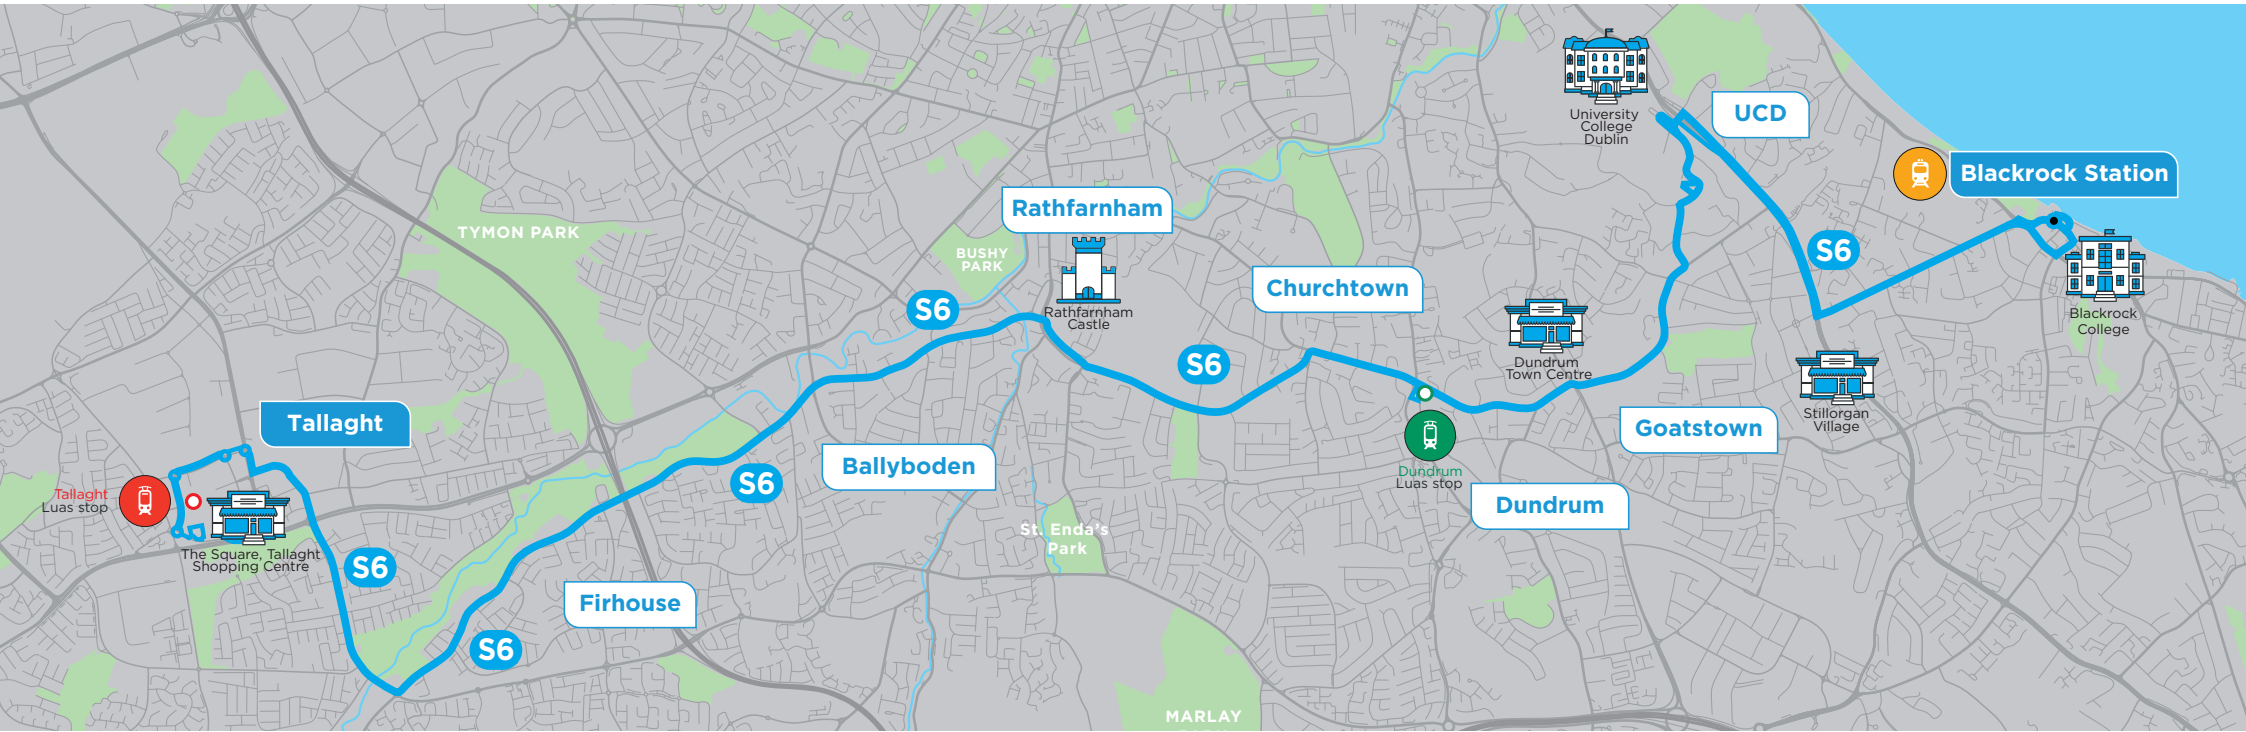 University
College
Dublin
UCD
Blackrock Station
Rathfarnham
TYMON PARK
BUSHY
PARK
S6
Blackrock
College
Churchtown
S6
Rathfarnham
Castle
S6
Dundrum
Town Centre
Stillorgan
Village
Tallaght
Goatstown
Ballyboden
Dundrum
Luas stop
S6
Tallaght
Luas stop
Dundrum
St. Enda's
Park
The Square, Tallaght
Shopping Centre
S6
Firhouse
S6
MARLAY